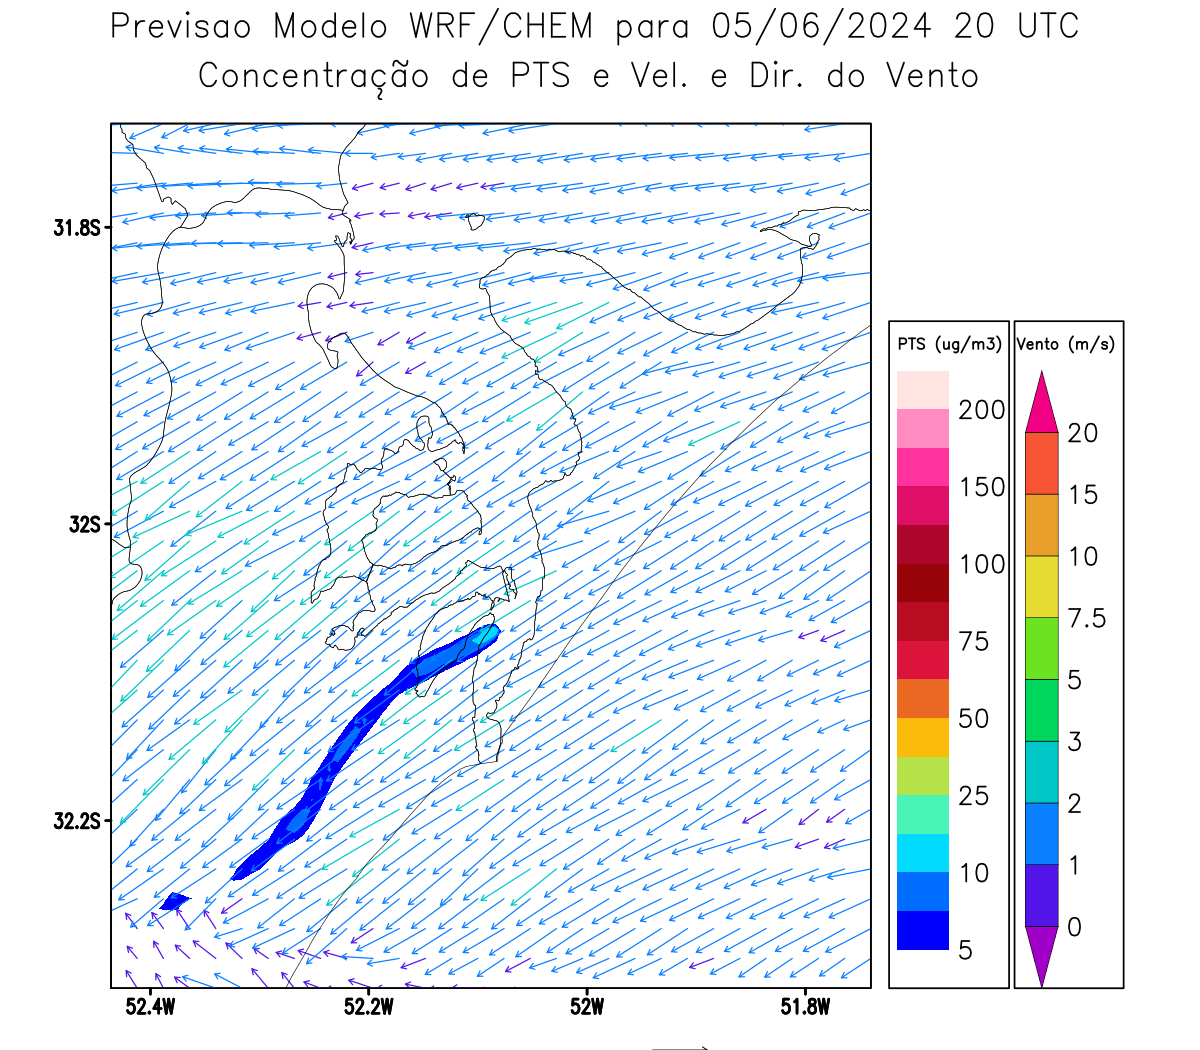 Previsao Modelo WRF/CHEM para 05/06/2024 20 UTC
Concentração de PTS e Vel. e Dir. do Vento
31.8S
32S
32.2S
52.4W
52.2W
52W
51.8W
PTS (ug/m3)
200
150
100
75
50
25
10
5
Vento (m/s)
20
15
10
7.5
5
3
2
1
0